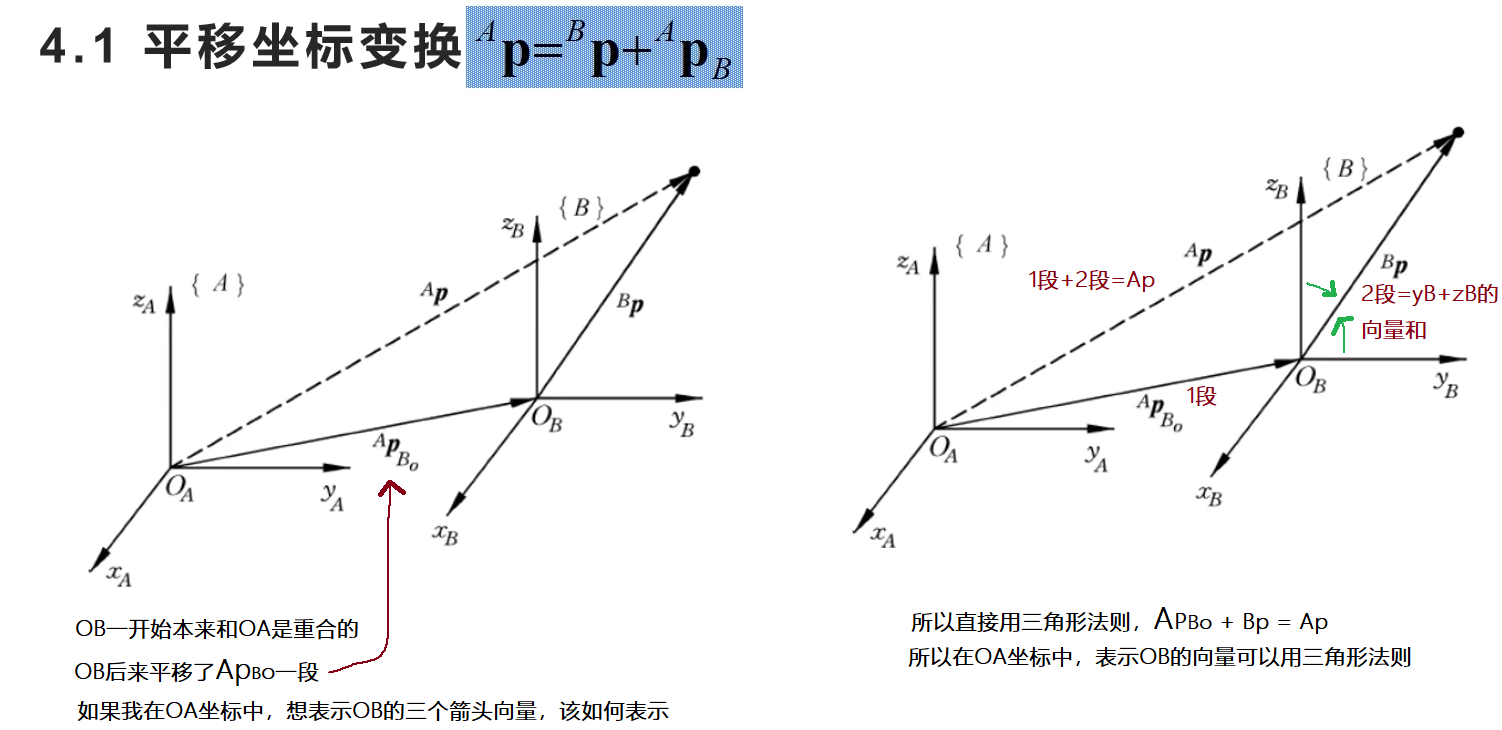 4.1 平移坐标变换 ᴬp=ᴮp+ᴬp_B
{B}
z_B
{A}
z_A
ᴬp
ᴮp
O_B
y_B
ᴬp_Bo
O_A
y_A
x_B
x_A
OB一开始本来和OA是重合的
OB后来平移了ApBo一段
如果我在OA坐标中，想表示OB的三个箭头向量，该如何表示
{B}
z_B
{A}
z_A
ᴬp
ᴮp
1段+2段=Ap
2段=yB+zB的
向量和
O_B
y_B
1段
ᴬp_Bo
O_A
y_A
x_B
x_A
所以直接用三角形法则，APBo + Bp = Ap
所以在OA坐标中，表示OB的向量可以用三角形法则